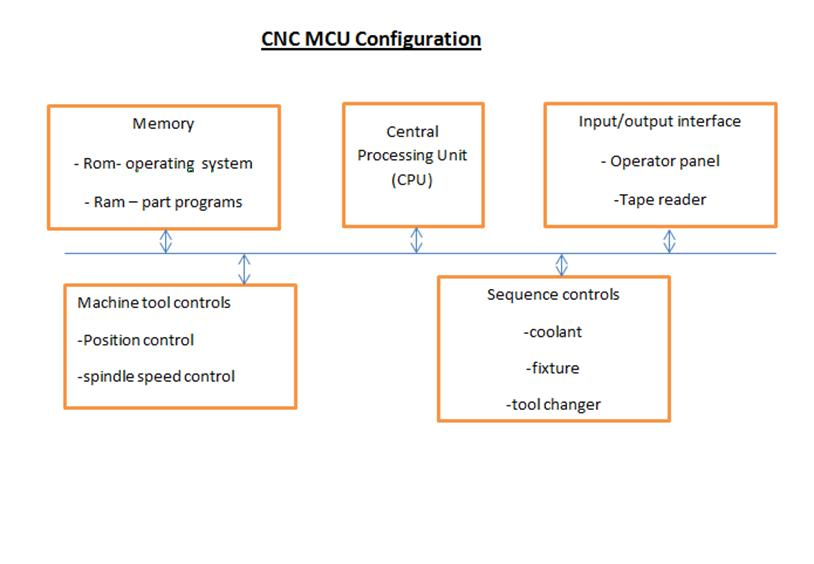 CNC MCU Configuration
Memory
- Rom- operating system
- Ram – part programs
Central
Processing Unit
(CPU)
Input/output interface
- Operator panel
-Tape reader
Machine tool controls
-Position control
-spindle speed control
Sequence controls
-coolant
-fixture
-tool changer